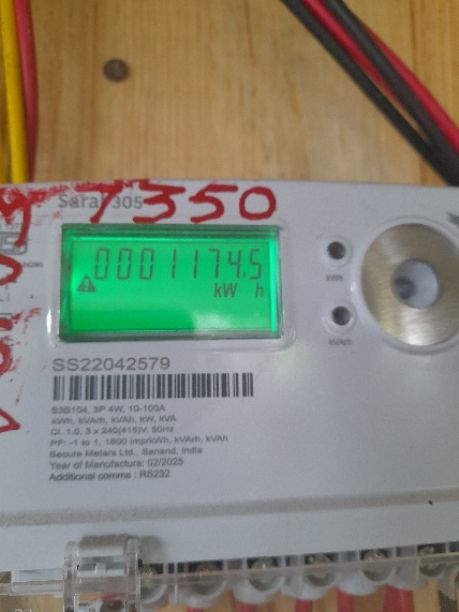 7350
Saral 305
0001174.5
kW h
kWh
kVArh
SS22042579
S3B104, 3P 4W, 10-100A
kWh, kVArh, kVAh, kW, kVA
Cl. 1.0, 3 x 240(415)V, 50Hz
PF: -1 to 1, 1600 imp/kWh, kVArh, kVAh
Secure Meters Ltd., Sanand, India
Year of Manufacture: 02/2025
Additional comms : RS232